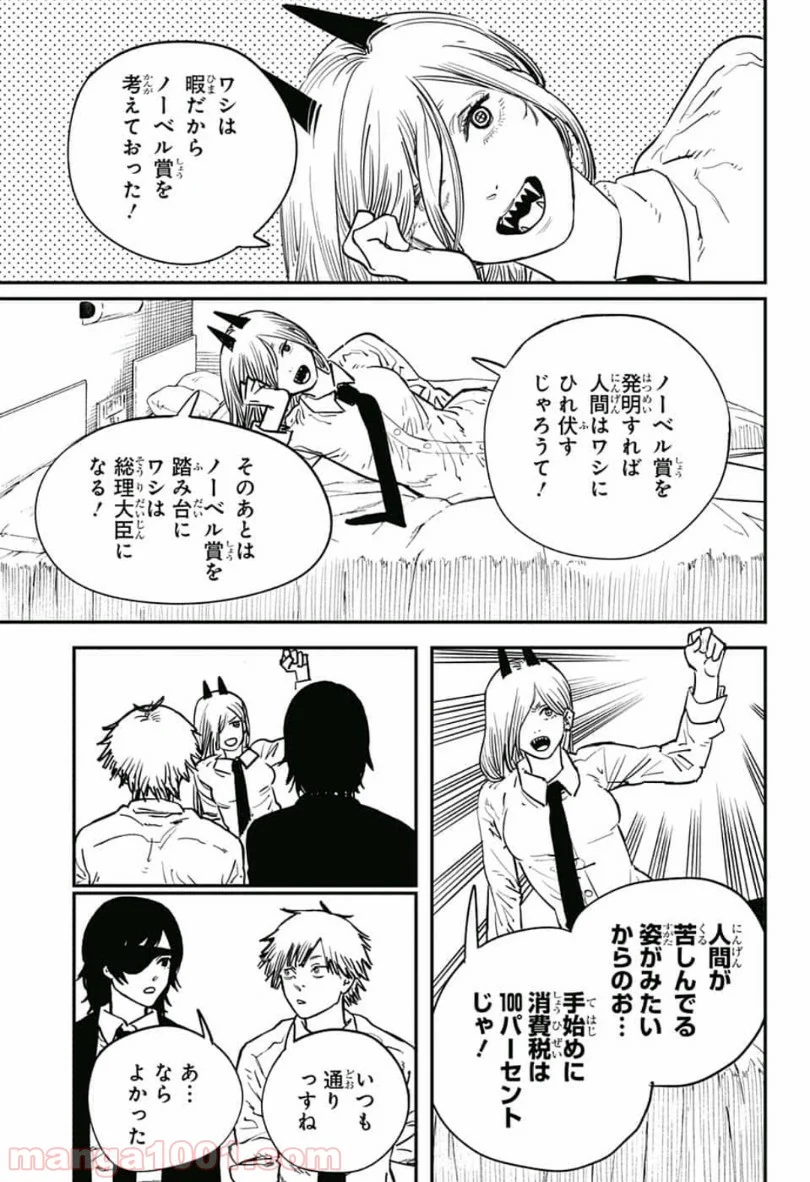 ワシは
暇だから
ノーベル賞を
考えておった！
ノーベル賞を
発明すれば
人間はワシに
ひれ伏す
じゃろうて！
そのあとは
ノーベル賞を
踏み台に
ワシは
総理大臣に
なる！
人間が
苦しんでる
姿がみたい
からのお…
手始めに
消費税は
100パーセント
じゃ！
いつも
通り
っすね
あ…
なら
よかった
manga1001.com